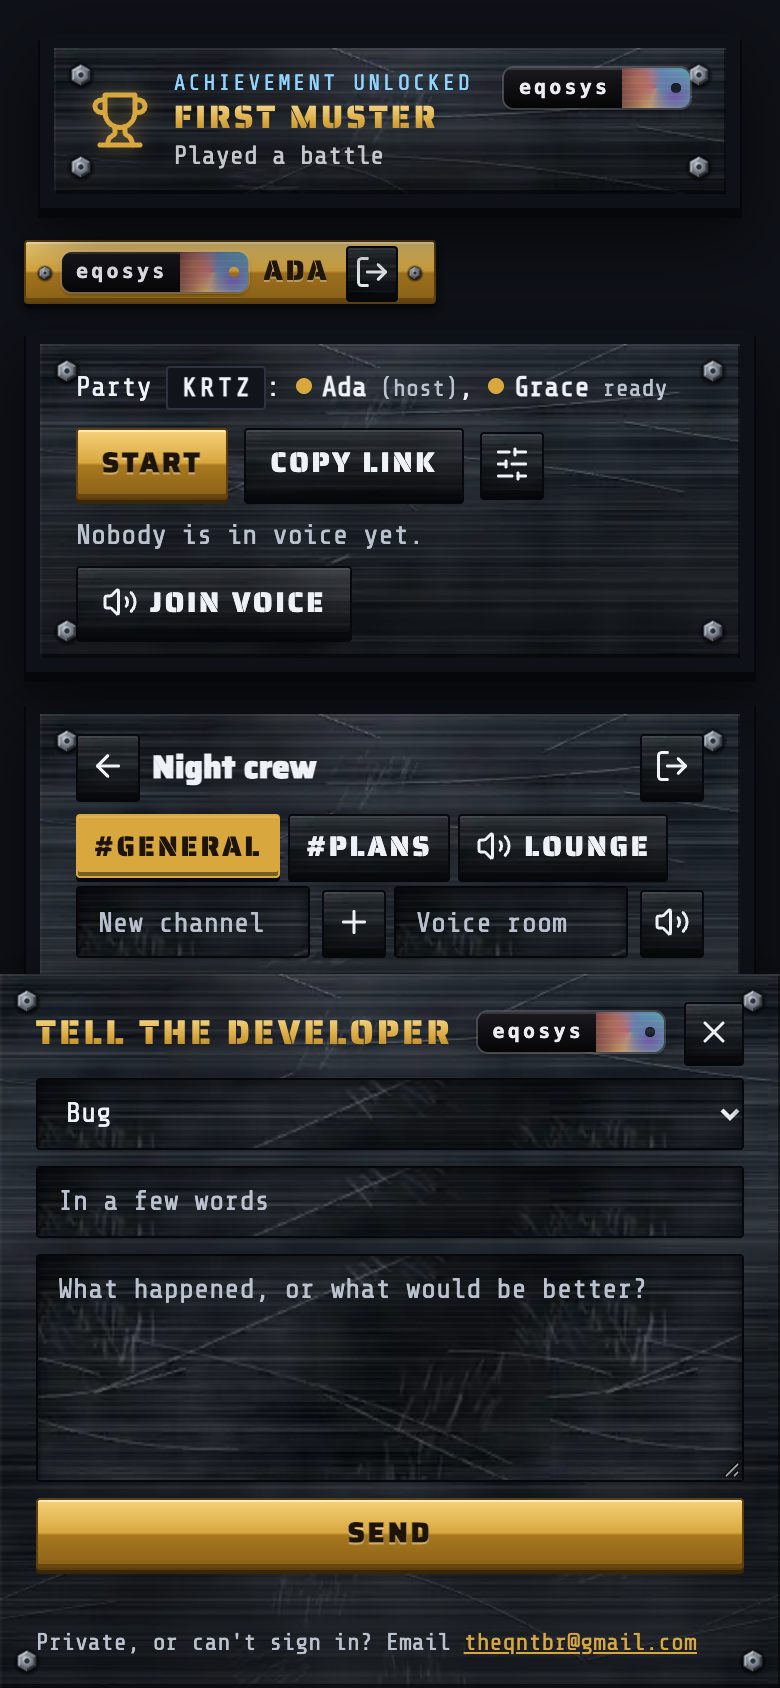 ACHIEVEMENT UNLOCKED
eqosys
FIRST MUSTER
Played a battle
eqosys ADA
Party KRTZ: Ada (host), Grace ready
START COPY LINK
Nobody is in voice yet.
JOIN VOICE
Night crew
#GENERAL #PLANS LOUNGE
New channel Voice room
TELL THE DEVELOPER eqosys
Bug
In a few words
What happened, or what would be better?
SEND
Private, or can't sign in? Email theqntbr@gmail.com